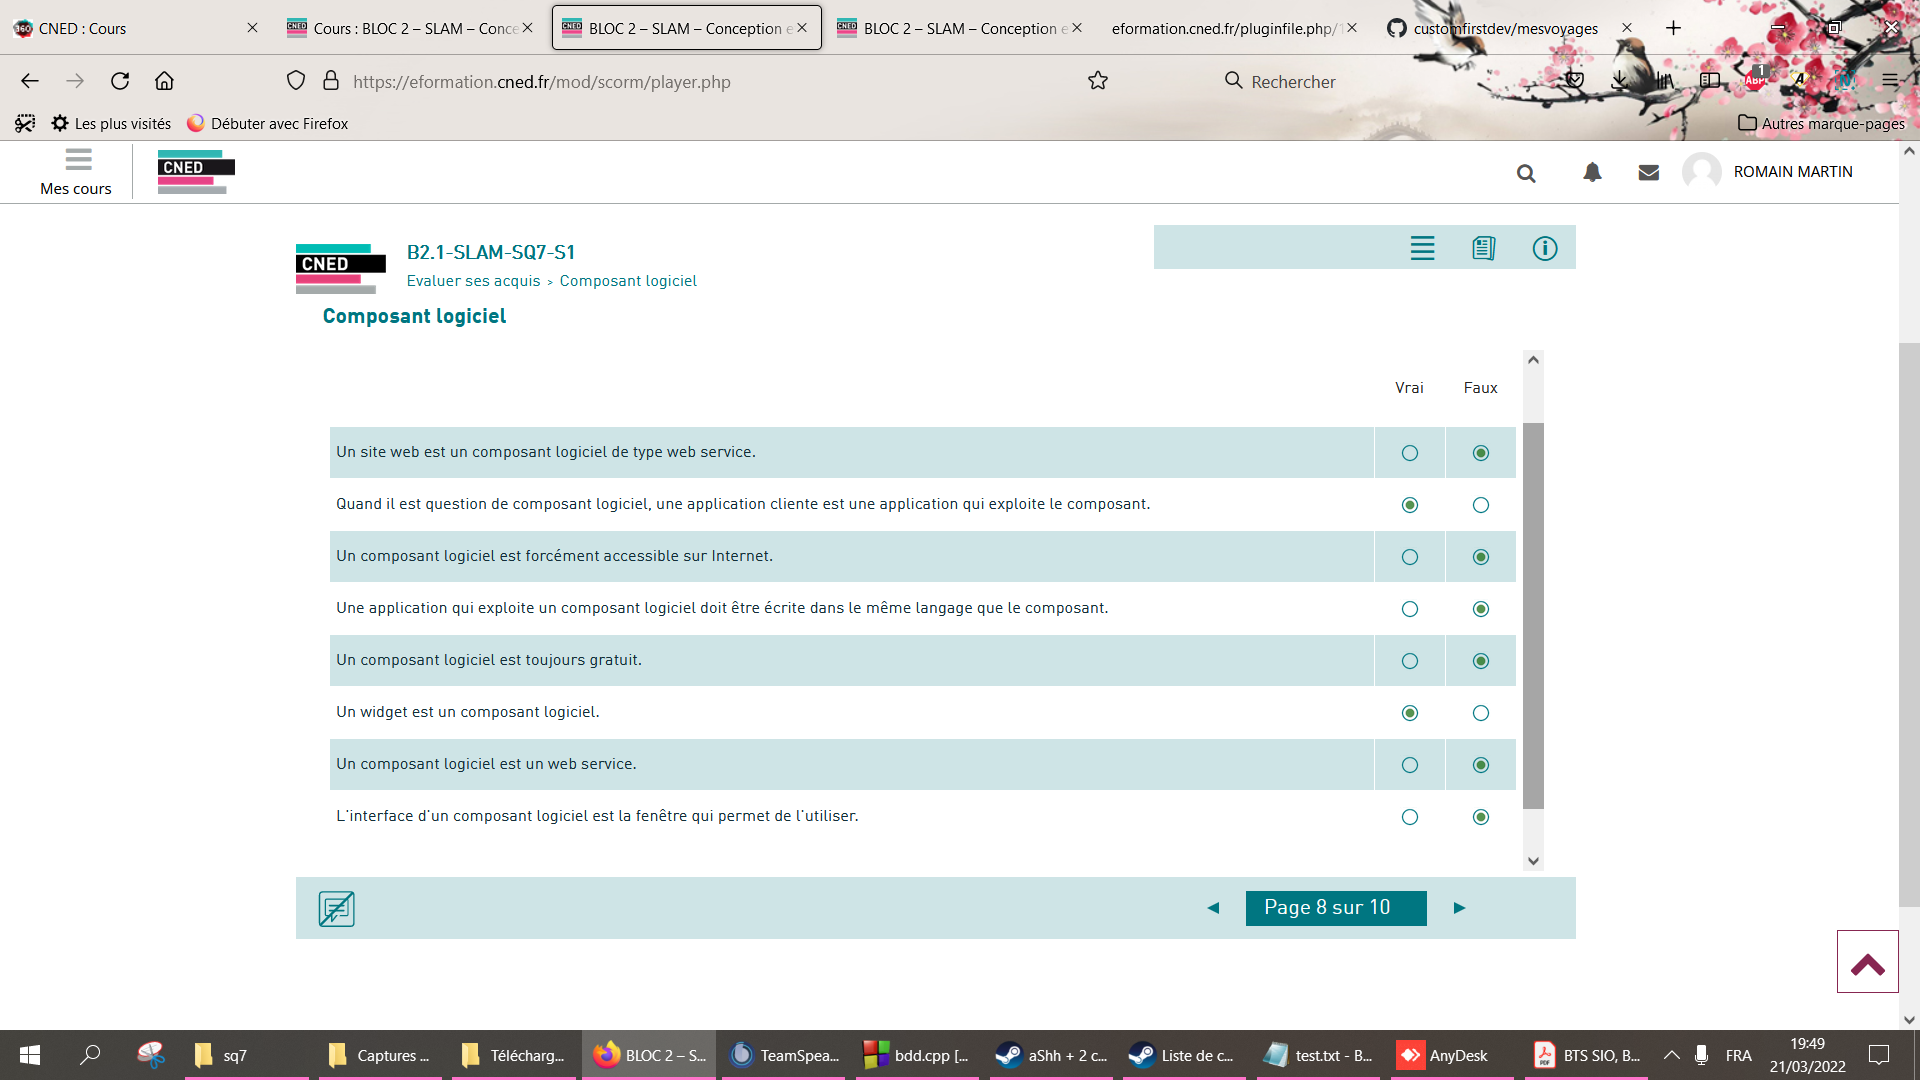 CNED : Cours
Cours : BLOC 2 – SLAM – Conce
BLOC 2 – SLAM – Conception e
BLOC 2 – SLAM – Conception e
eformation.cned.fr/pluginfile.php/1
customfirstdev/mesvoyages
https://eformation.cned.fr/mod/scorm/player.php
Rechercher
1
ABP
Les plus visités
Débuter avec Firefox
Autres marque-pages
Mes cours
CNED
ROMAIN MARTIN
CNED
B2.1-SLAM-SQ7-S1
Evaluer ses acquis > Composant logiciel
Composant logiciel
Vrai Faux
Un site web est un composant logiciel de type web service.
Quand il est question de composant logiciel, une application cliente est une application qui exploite le composant.
Un composant logiciel est forcément accessible sur Internet.
Une application qui exploite un composant logiciel doit être écrite dans le même langage que le composant.
Un composant logiciel est toujours gratuit.
Un widget est un composant logiciel.
Un composant logiciel est un web service.
L'interface d'un composant logiciel est la fenêtre qui permet de l'utiliser.
Page 8 sur 10
sq7
Captures ...
Télécharg...
BLOC 2 – S...
TeamSpea...
bdd.cpp [...
aShh + 2 c...
Liste de c...
test.txt - B...
AnyDesk
BTS SIO, B...
FRA
19:49
21/03/2022